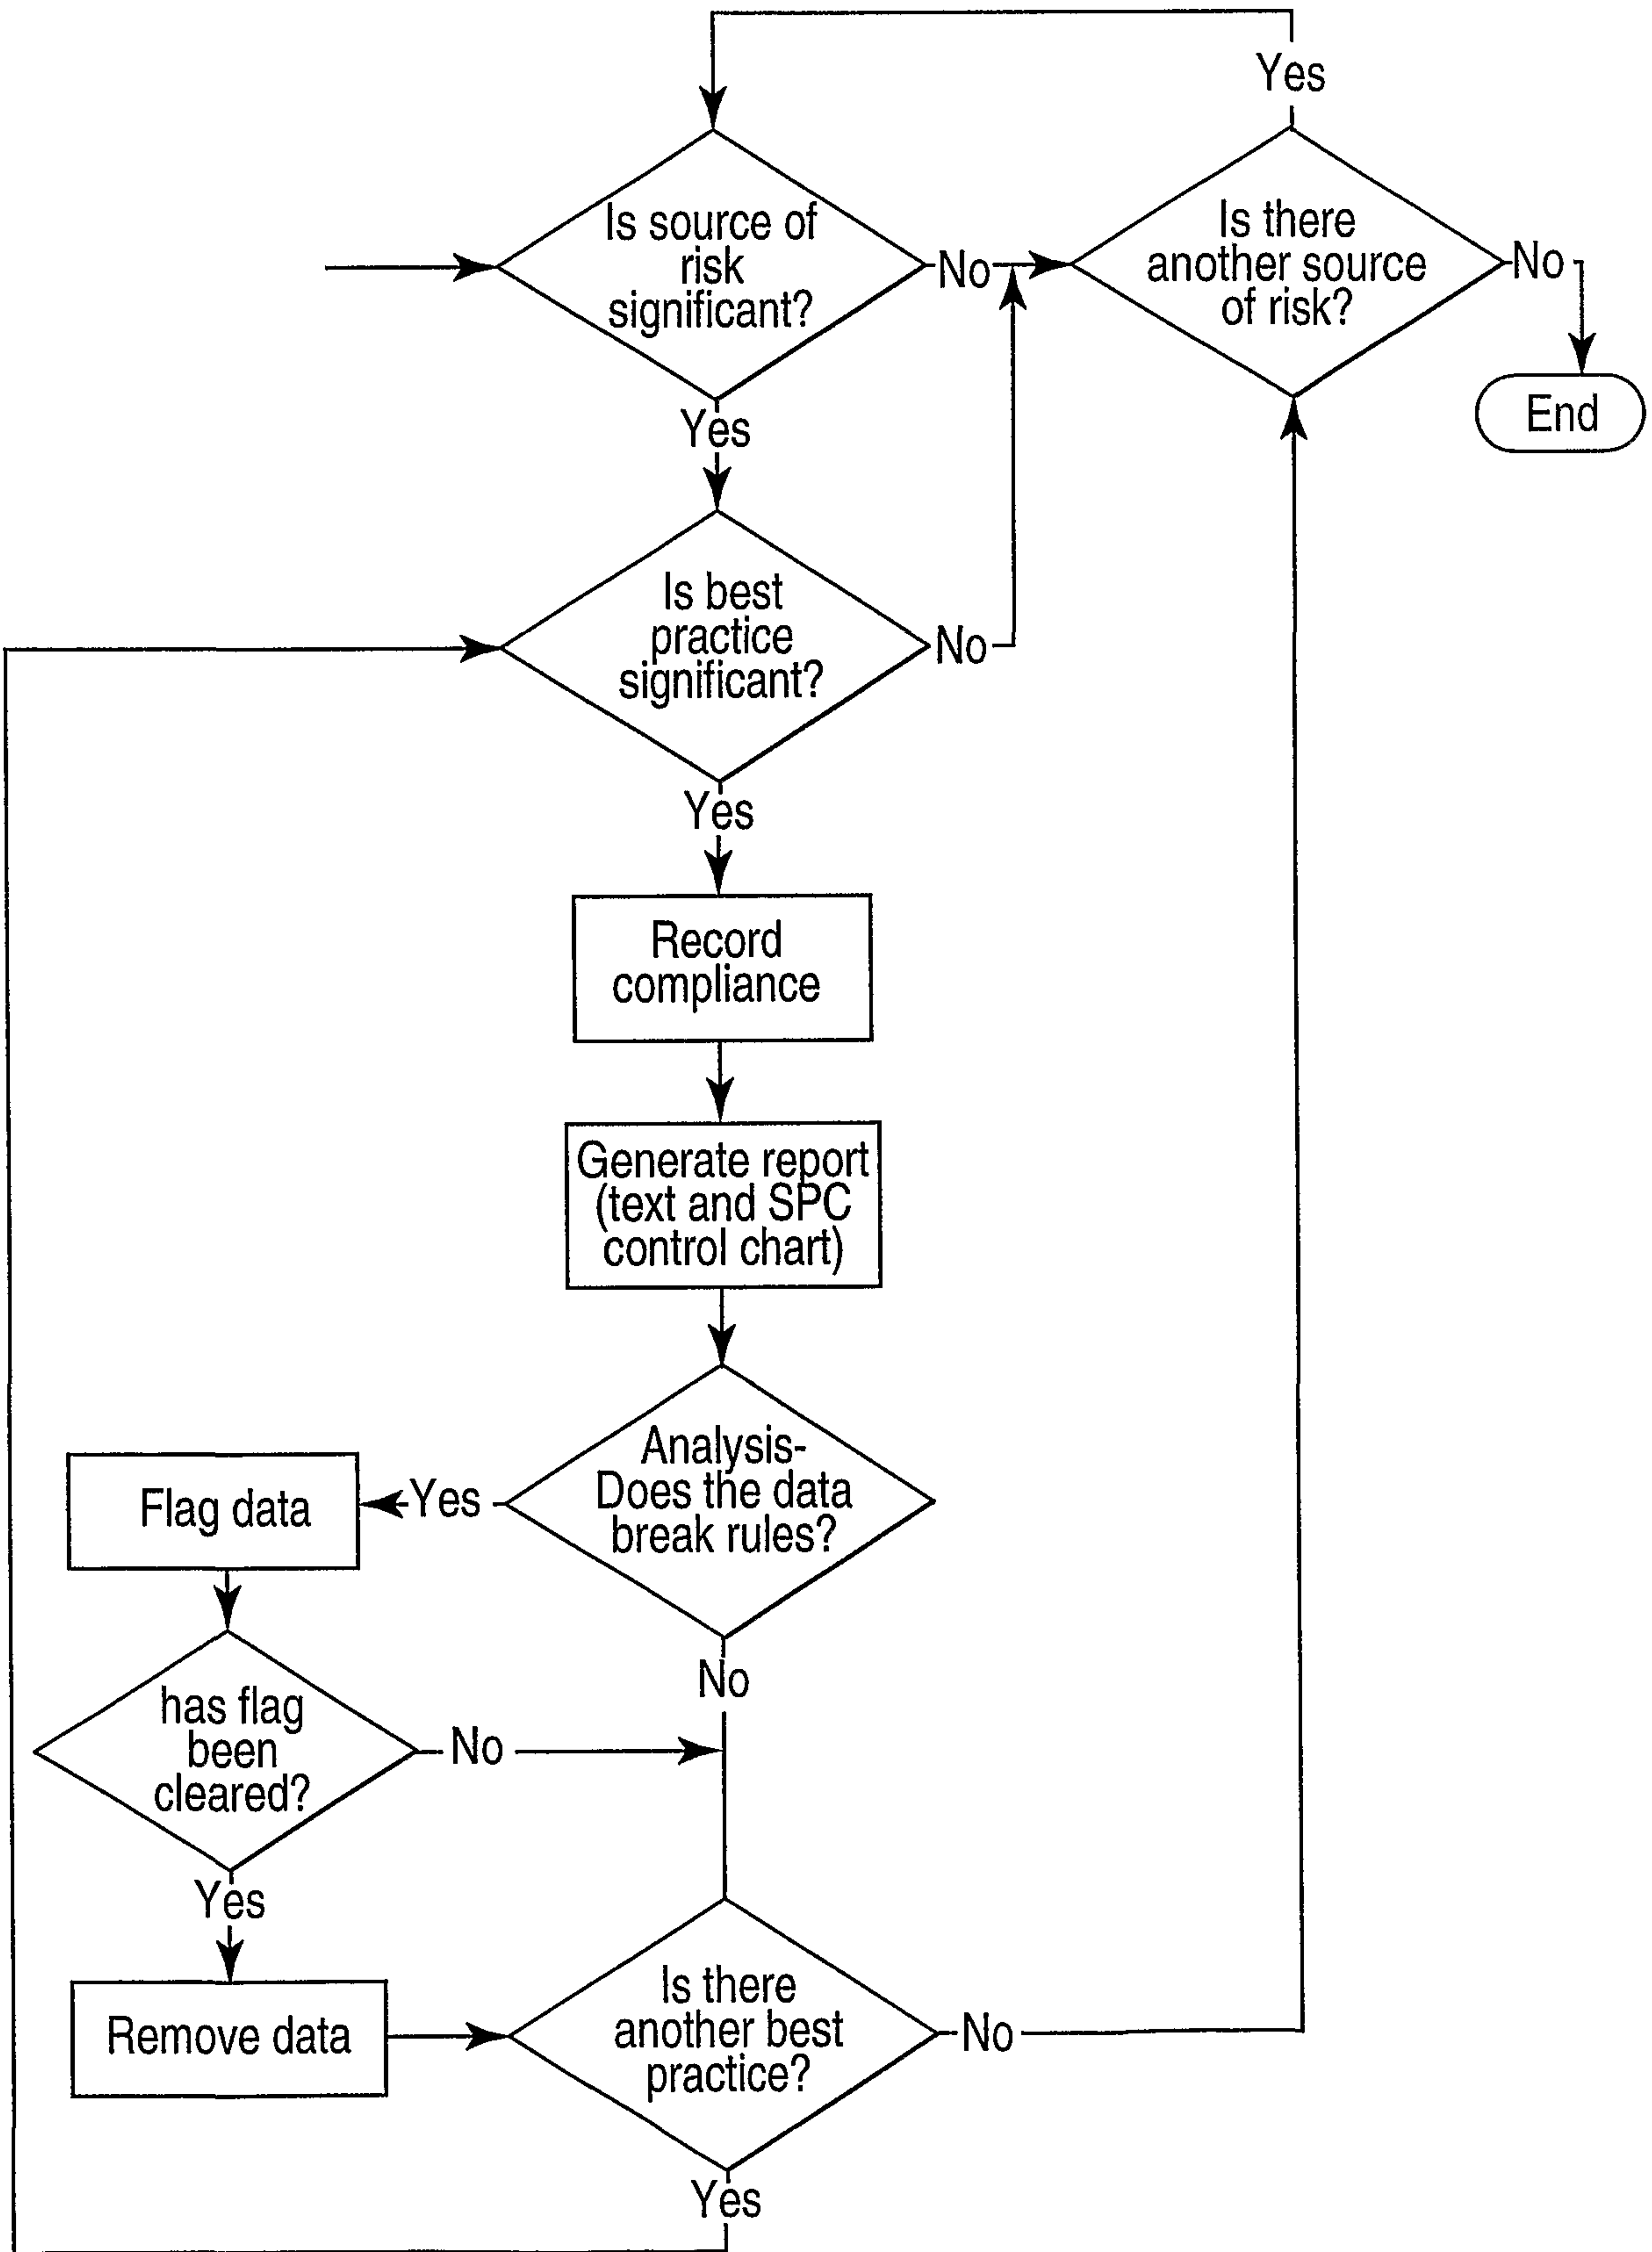 Yes
Is source of
risk
significant?
No
Is there
another source
of risk?
No
End
Yes
Is best
practice
significant?
No
Yes
Record
compliance
Generate report
(text and SPC
control chart)
Analysis-
Does the data
break rules?
Yes
Flag data
No
has flag
been
cleared?
No
Yes
Remove data
Is there
another best
practice?
No
Yes